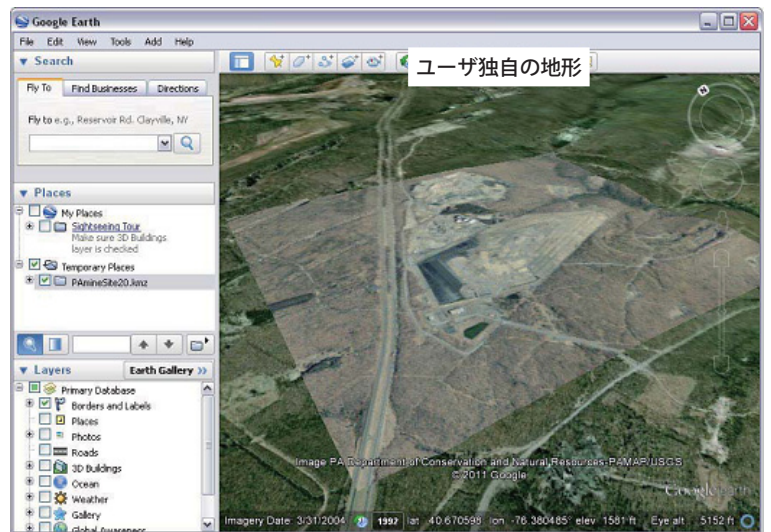 Google Earth
File Edit View Tools Add Help
Search
ユーザ独自の地形
Fly To Find Businesses Directions
Fly to e.g., Reservoir Rd. Clayville, NY
Places
My Places
Sightseeing Tour
Make sure 3D Buildings
layer is checked
Temporary Places
PAmineSite20.kmz
Layers Earth Gallery >>
Primary Database
Borders and Labels
Places
Photos
Roads
3D Buildings
Ocean
Weather
Gallery
Global Awareness
N
Image PA Department of Conservation and Natural Resources-PAMAP/USGS
© 2011 Google
Google earth
Imagery Date: 3/31/2004 1992 lat 40.670598 lon -76.380485° elev 1581 ft Eye alt 5152 ft